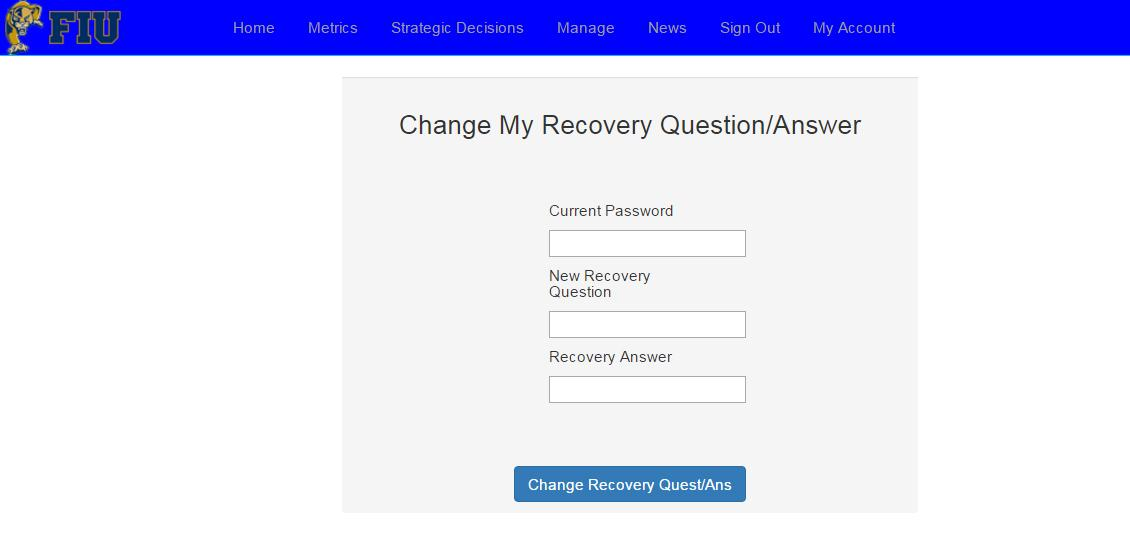 FIU Home Metrics Strategic Decisions Manage News Sign Out My Account
Change My Recovery Question/Answer
Current Password
New Recovery
Question
Recovery Answer
Change Recovery Quest/Ans